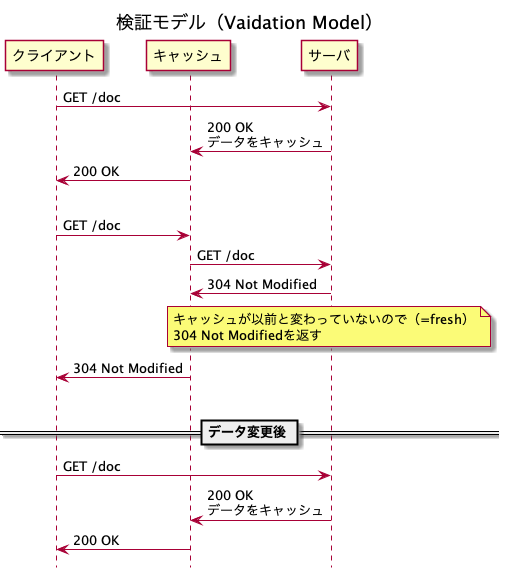 検証モデル（Vaidation Model）
クライアント
キャッシュ
サーバ
GET /doc
200 OK
データをキャッシュ
200 OK
GET /doc
GET /doc
304 Not Modified
キャッシュが以前と変わっていないので（=fresh）
304 Not Modifiedを返す
304 Not Modified
データ変更後
GET /doc
200 OK
データをキャッシュ
200 OK